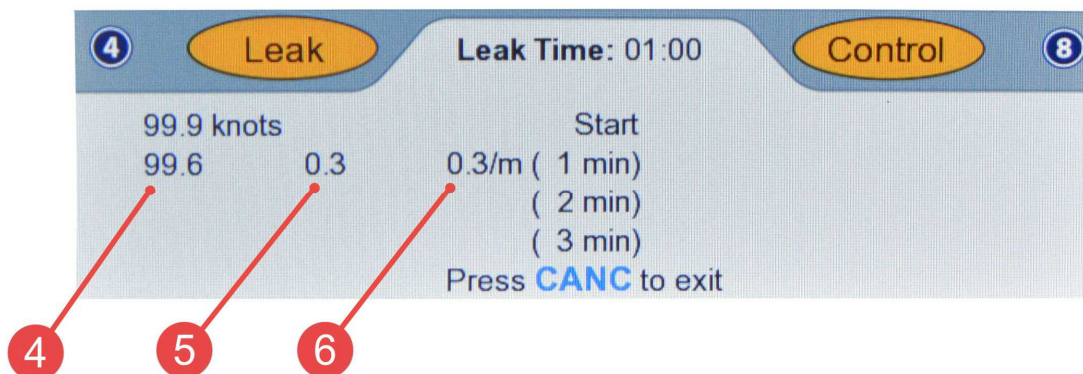 4 Leak Leak Time: 01:00 Control 8
99.9 knots Start
99.6 0.3 0.3/m ( 1 min)
( 2 min)
( 3 min)
Press CANC to exit
4 5 6